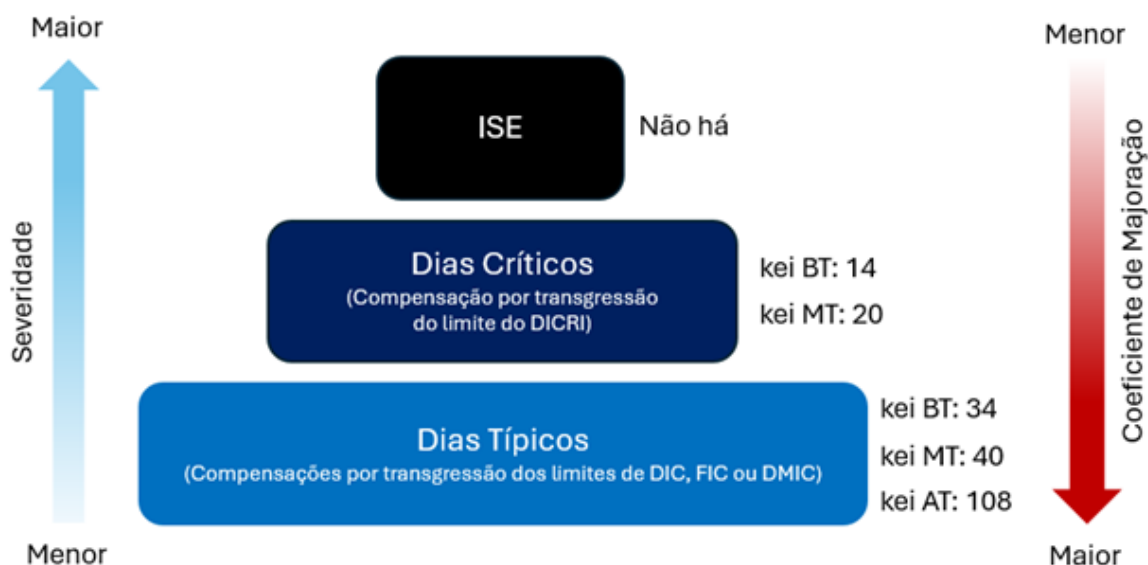 Maior
Menor
ISE
Não há
Severidade
Coeficiente de Majoração
Dias Críticos
(Compensação por transgressão
do limite do DICRI)
kei BT: 14
kei MT: 20
Dias Típicos
(Compensações por transgressão dos limites de DIC, FIC ou DMIC)
kei BT: 34
kei MT: 40
kei AT: 108
Menor
Maior